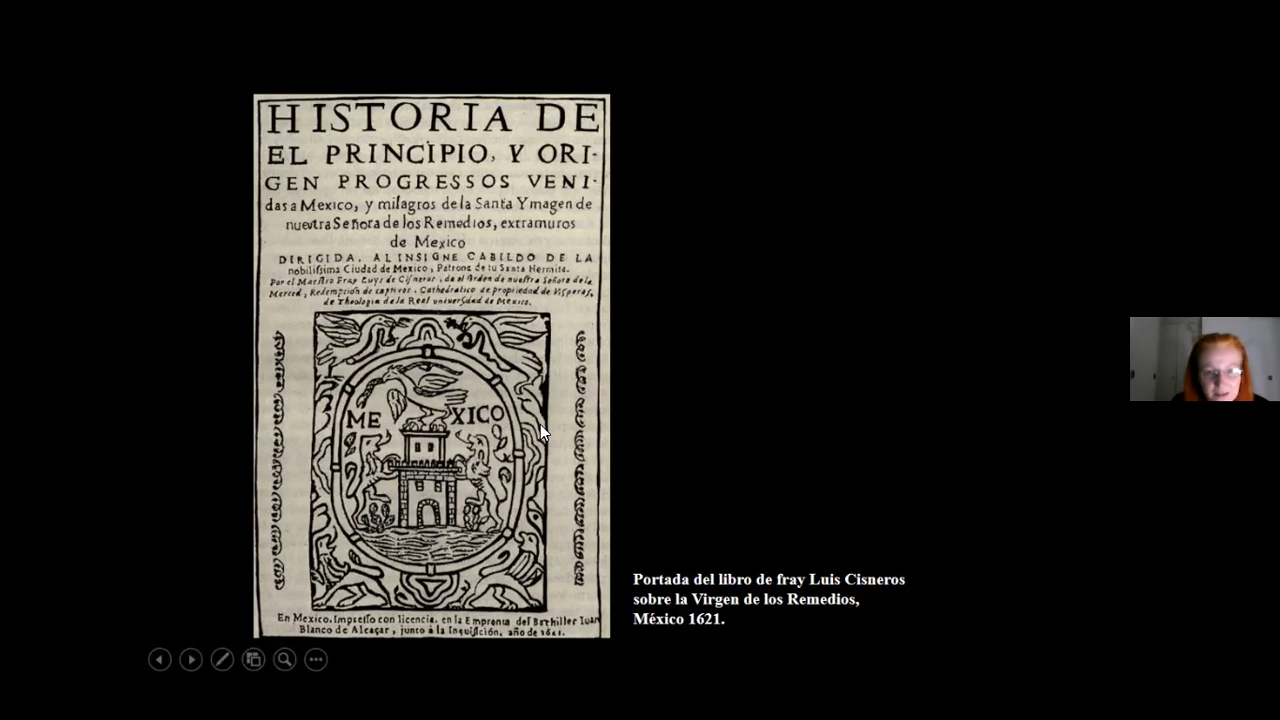 HISTORIA DE
EL PRINCIPIO, Y ORI-
GEN PROGRESSOS VENI-
das a Mexico, y milagros de la Santa Ymagen de
nuestra Señora de los Remedios, extramuros
de Mexico
DIRIGIDA, AL INSIGNE CABILDO DE LA
nobilissima Ciudad de Mexico, Patrona de su Santa Hermita.
Por el Maestro Fray Luys de Cisneros, de el Orden de nuestra Señora de la
Merced, Redempción de captivos, Cathedratico de propiedad de Visperas,
de Theologia de la Real universidad de Mexico.
ME XICO
En Mexico. Impresso con licencia. en la Emprenta del Bachiller Iuan
Blanco de Alcaçar, junto à la Inquisición, año de 1621.
Portada del libro de fray Luis Cisneros
sobre la Virgen de los Remedios,
México 1621.